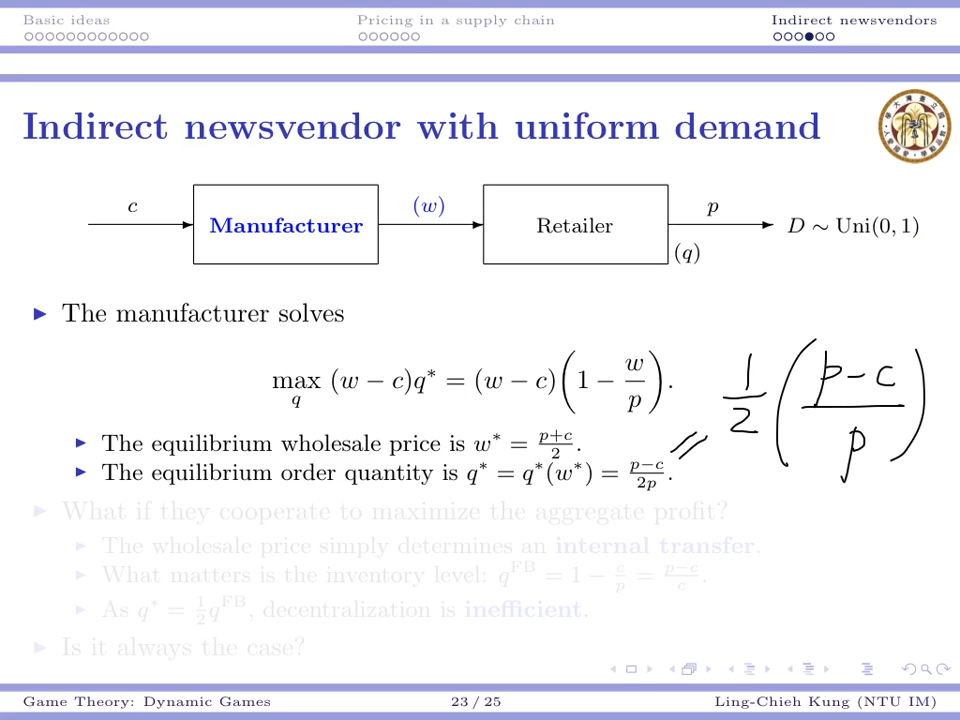 Basic ideas Pricing in a supply chain Indirect newsvendors
Indirect newsvendor with uniform demand
c Manufacturer (w) Retailer p (q) D ∼ Uni(0, 1)
▶ The manufacturer solves
max_q (w − c)q* = (w − c)(1 − w/p).
= 1/2 (p − c / p)
▶ The equilibrium wholesale price is w* = (p+c)/2.
▶ The equilibrium order quantity is q* = q*(w*) = (p−c)/2p.
▶ What if they cooperate to maximize the aggregate profit?
▶ The wholesale price simply determines an internal transfer.
▶ What matters is the inventory level: q^FB = 1 − c/p = (p−c)/c.
▶ As q* = 1/2 q^FB, decentralization is inefficient.
▶ Is it always the case?
Game Theory: Dynamic Games 23 / 25 Ling-Chieh Kung (NTU IM)